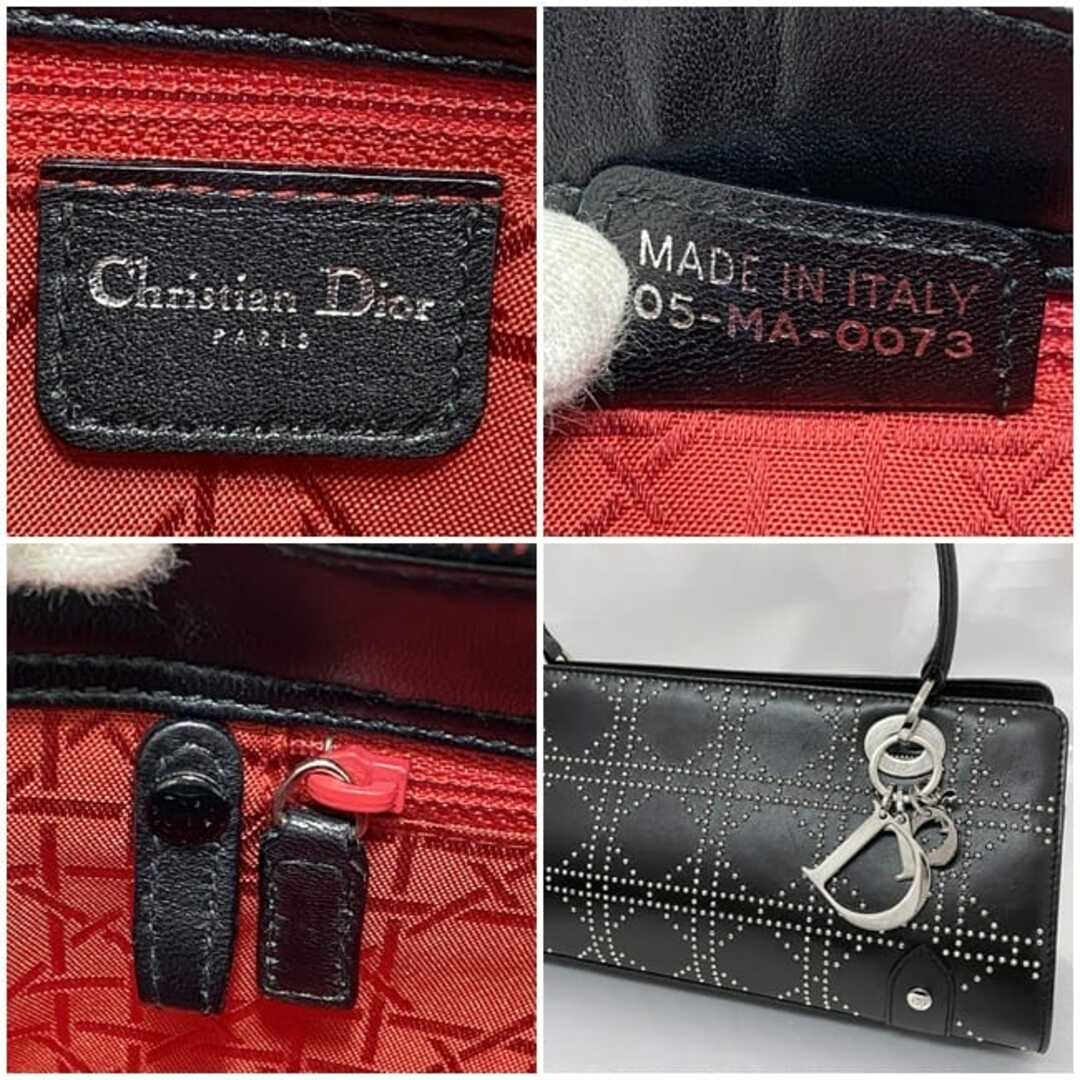 Christian Dior
PARIS
MADE IN ITALY
05-MA-0073